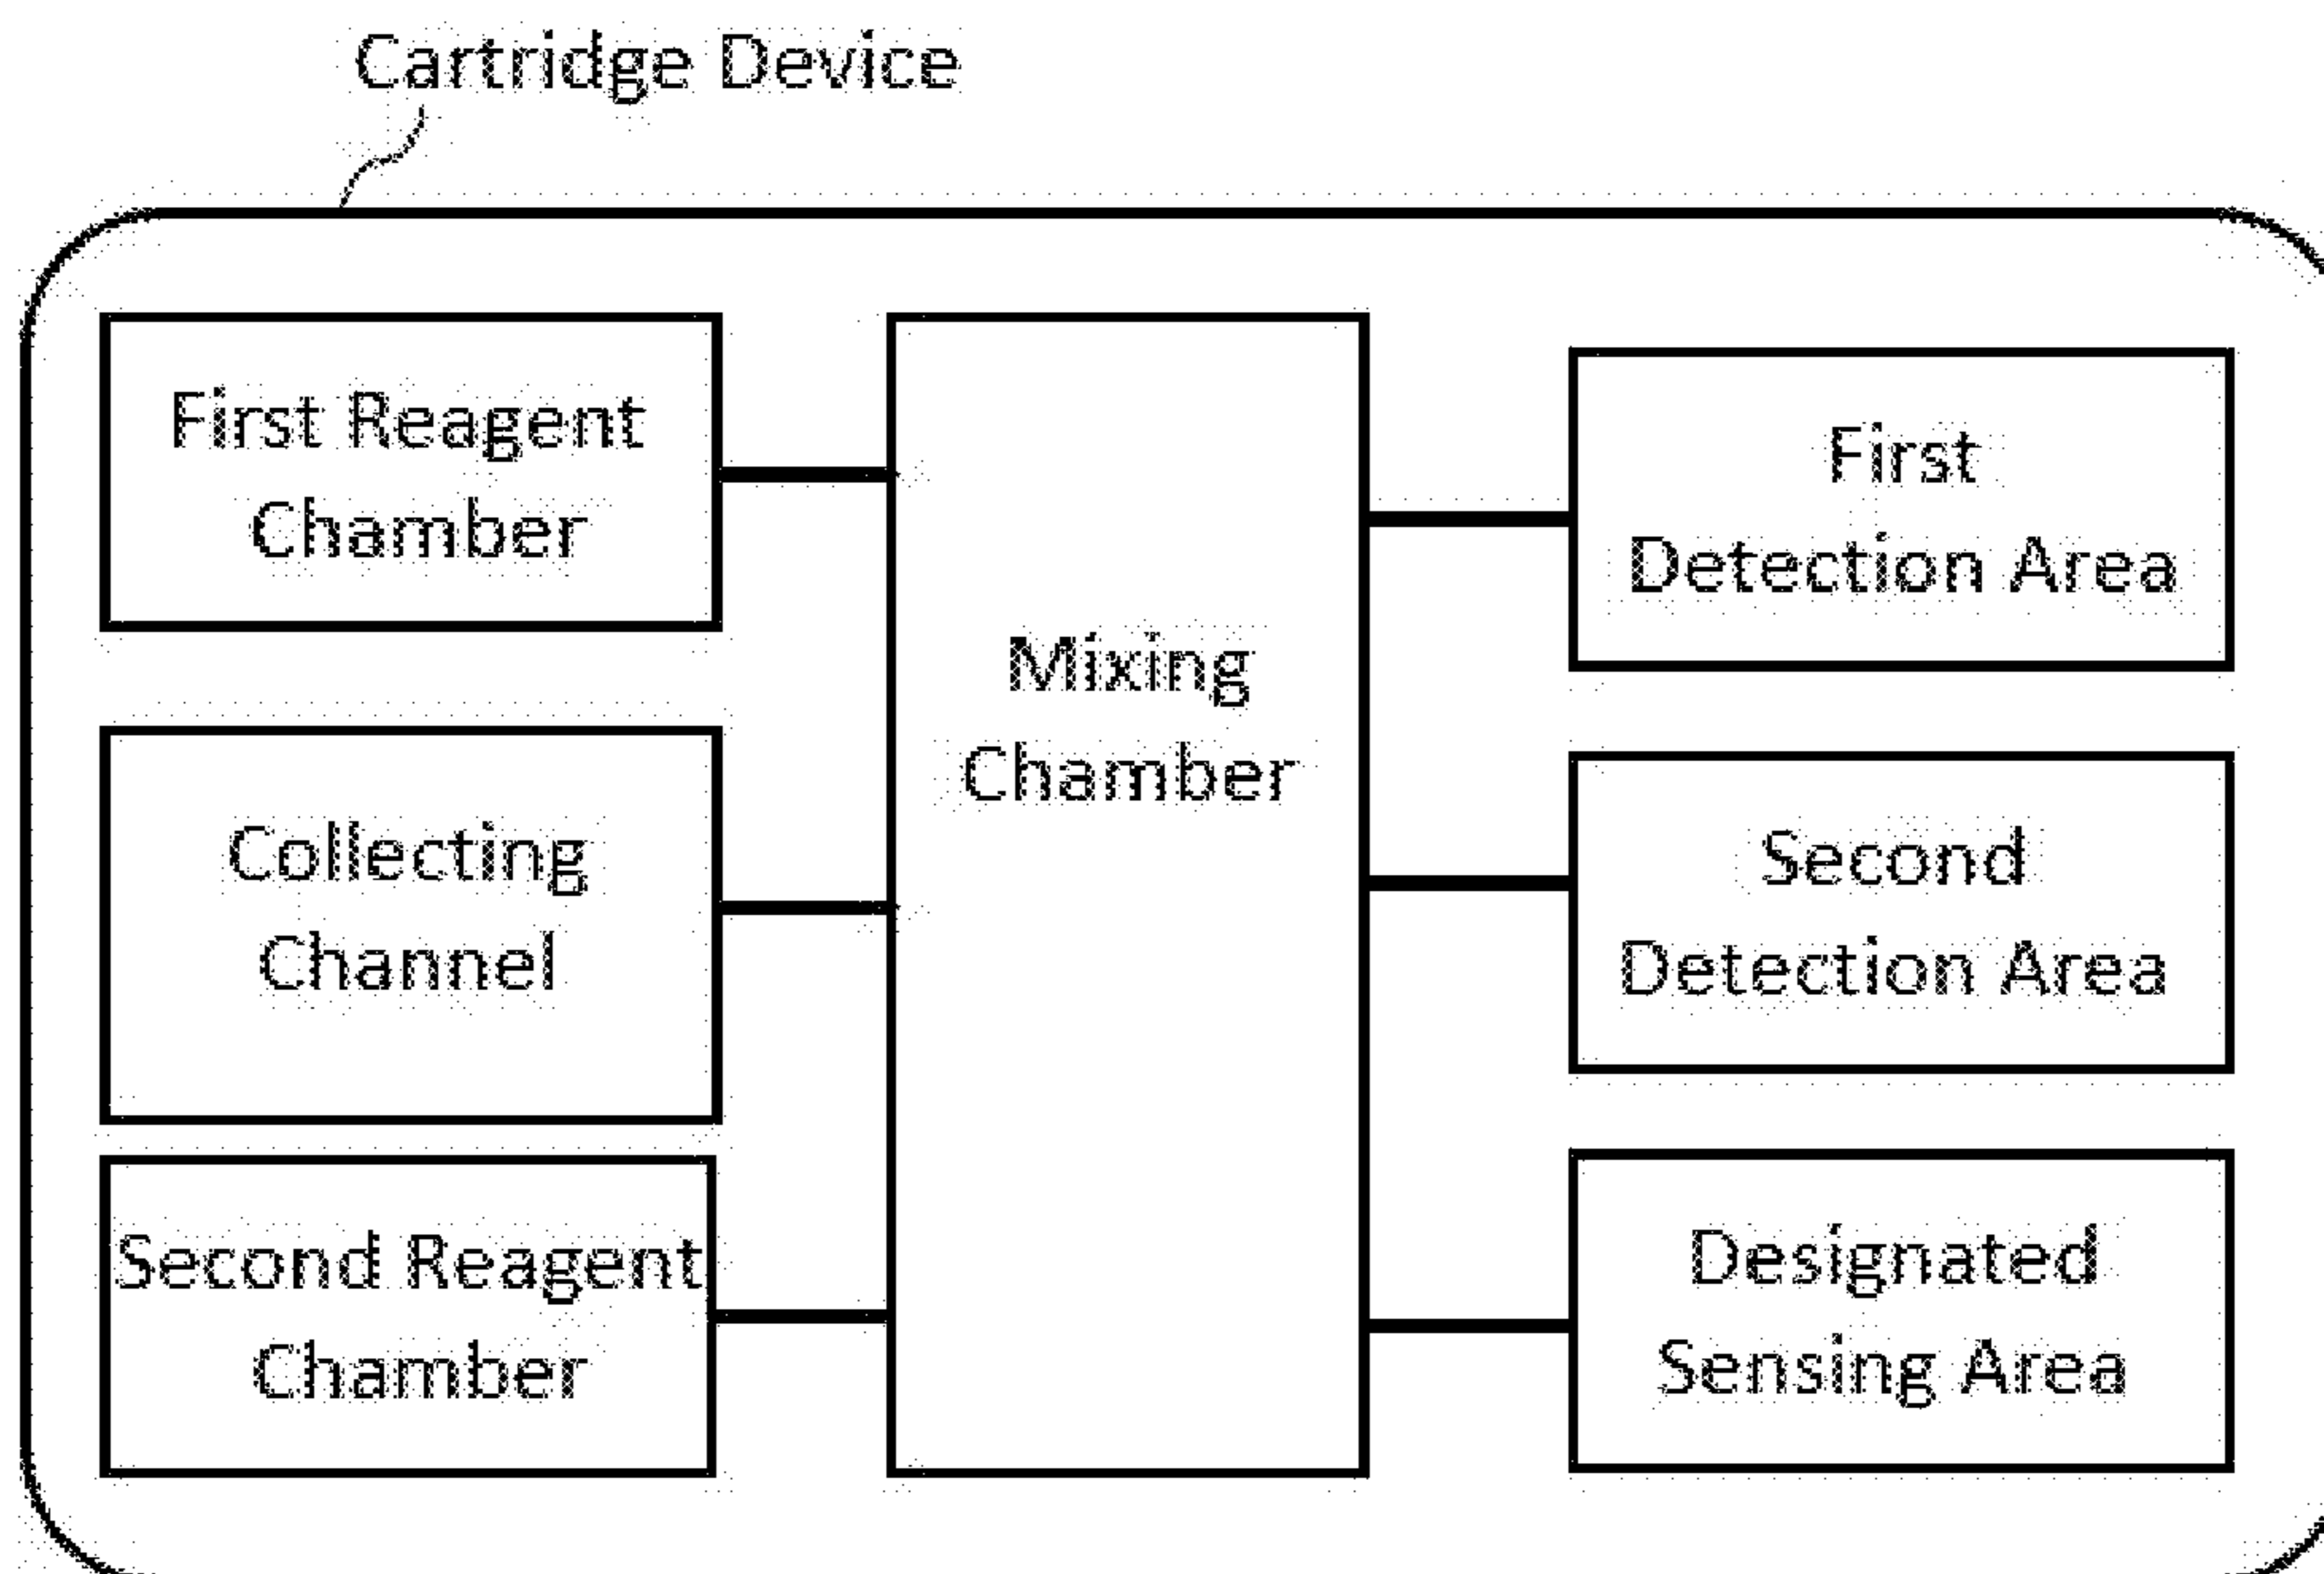 Cartridge Device
First Reagent
Chamber
Collecting
Channel
Second Reagent
Chamber
Mixing
Chamber
First
Detection Area
Second
Detection Area
Designated
Sensing Area